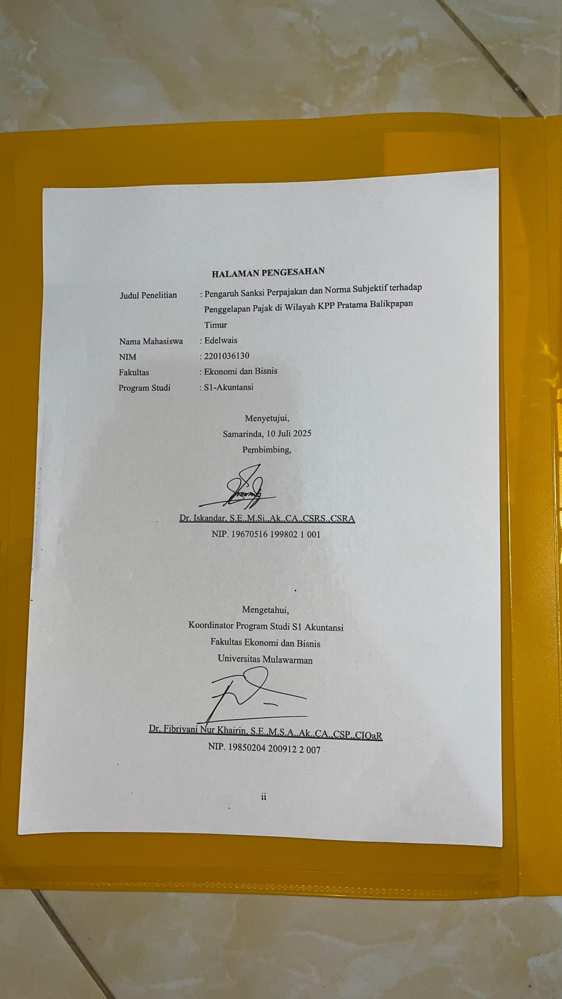 HALAMAN PENGESAHAN
Judul Penelitian : Pengaruh Sanksi Perpajakan dan Norma Subjektif terhadap
Penggelapan Pajak di Wilayah KPP Pratama Balikpapan
Timur
Nama Mahasiswa : Edelwais
NIM : 2201036130
Fakultas : Ekonomi dan Bisnis
Program Studi : S1-Akuntansi
Menyetujui,
Samarinda, 10 Juli 2025
Pembimbing,
Dr. Iskandar, S.E.,M.Si.,Ak.,CA.,CSRS.,CSRA
NIP. 19670516 199802 1 001
Mengetahui,
Koordinator Program Studi S1 Akuntansi
Fakultas Ekonomi dan Bisnis
Universitas Mulawarman
Dr. Fibriyani Nur Khairin, S.E.,M.S.A.,Ak.,CA.,CSP.,CIQaR
NIP. 19850204 200912 2 007
ii